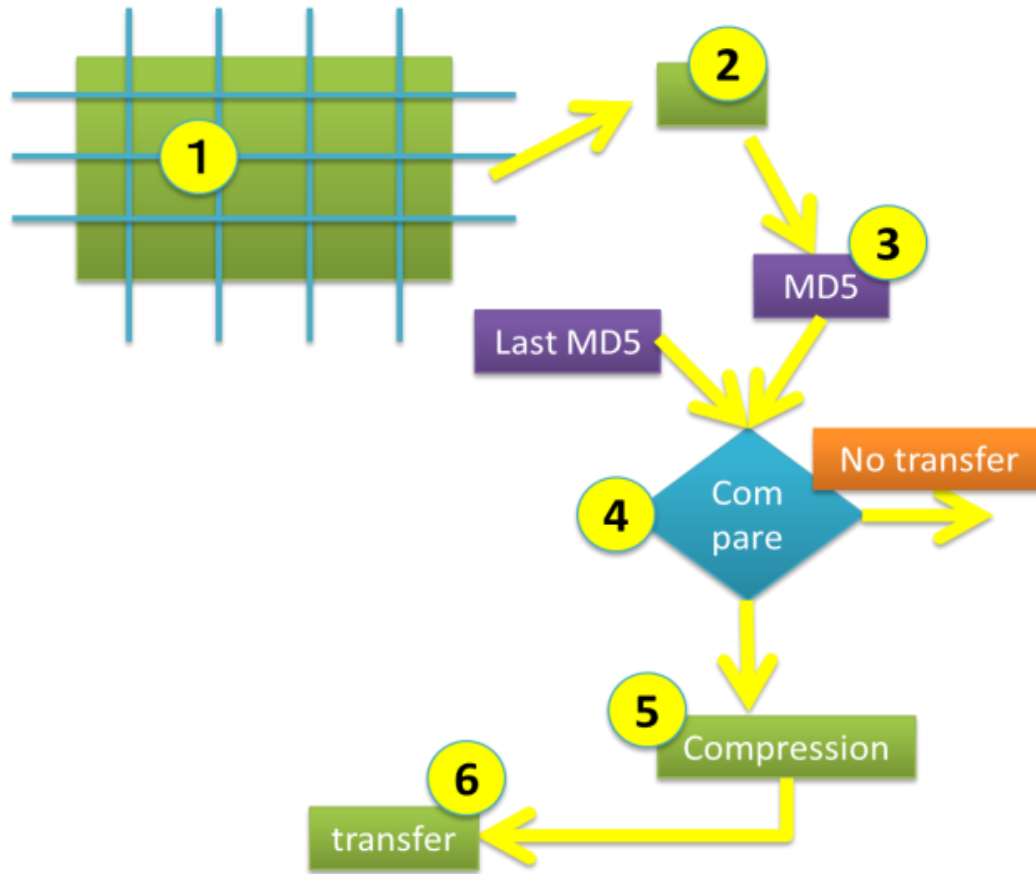 1
2
3
MD5
Last MD5
No transfer
4
Com
pare
5
Compression
6
transfer